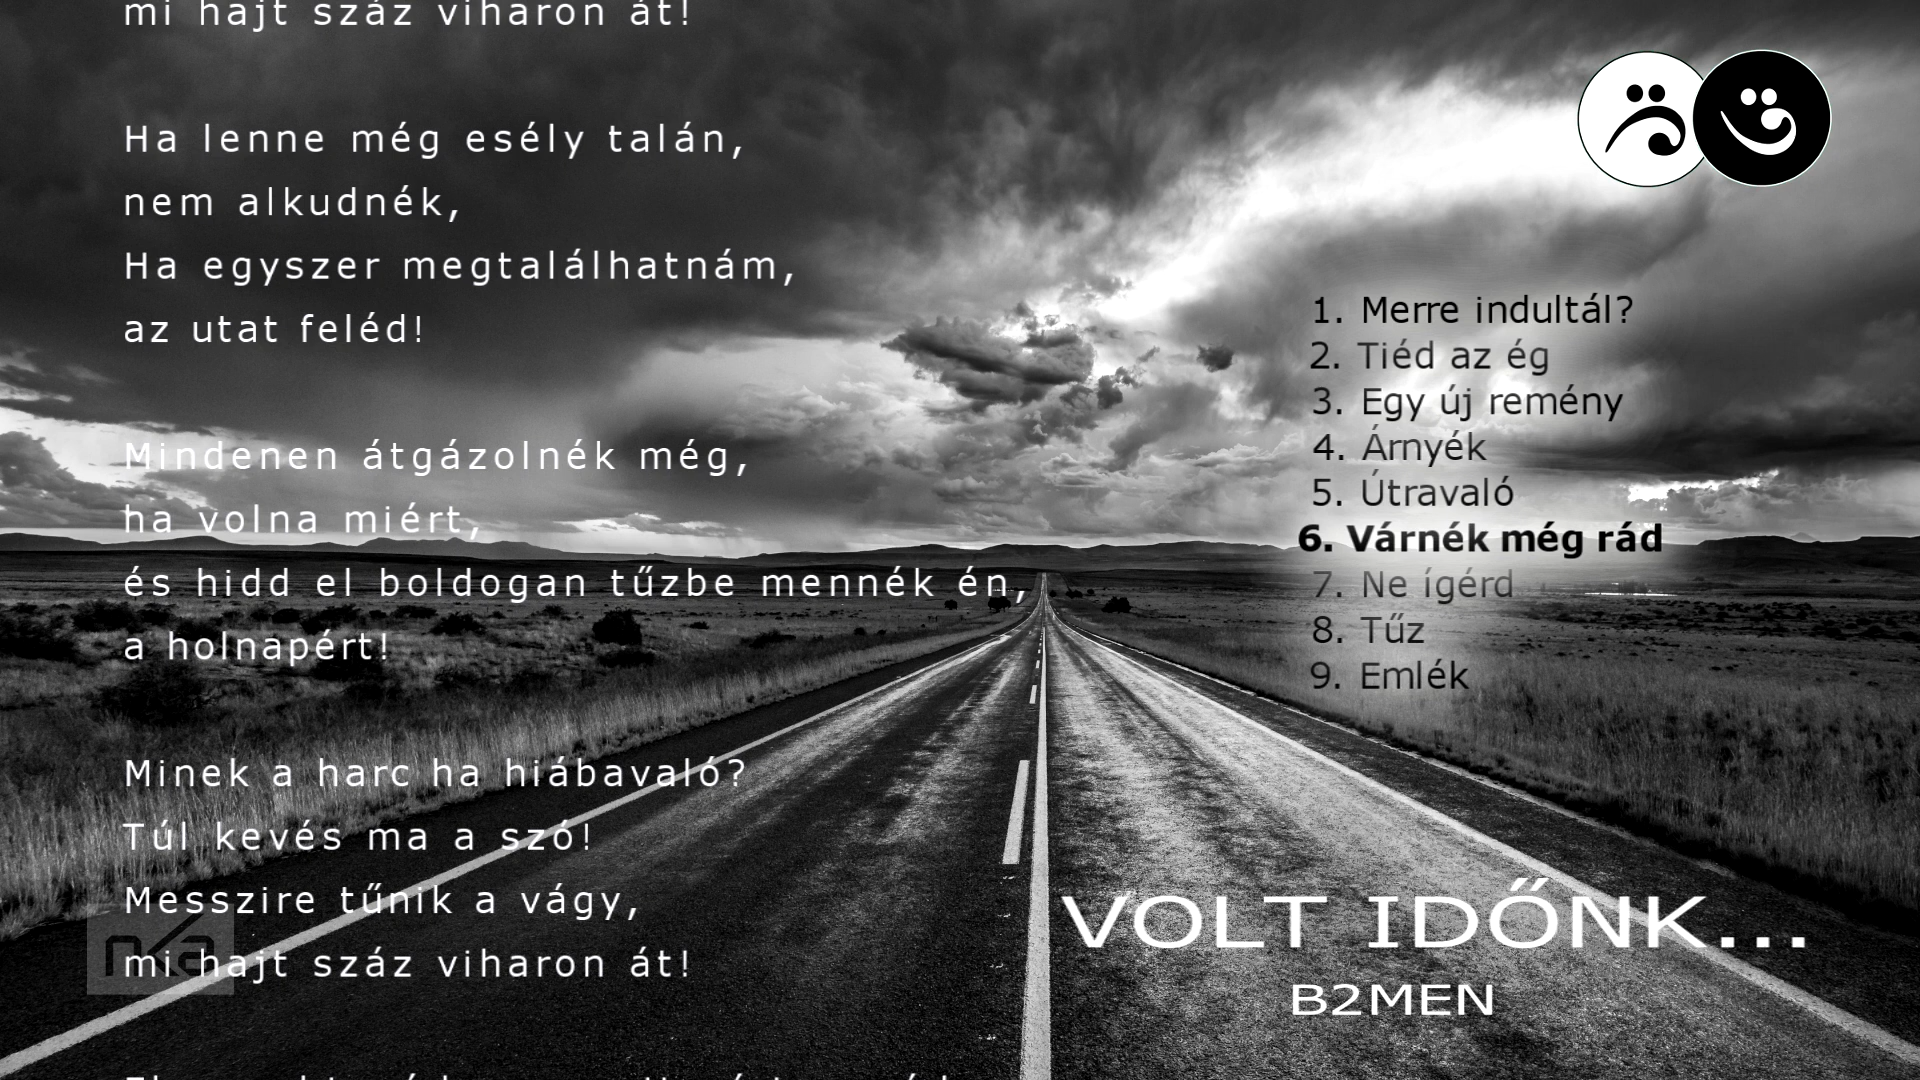 mi hajt száz viharon át!
Ha lenne még esély talán,
nem alkudnék,
Ha egyszer megtalálhatnám,
az utat feléd!
Mindenen átgázolnék még,
ha volna miért,
és hidd el boldogan tűzbe mennék én,
a holnapért!
Minek a harc ha hiábavaló?
Túl kevés ma a szó!
Messzire tűnik a vágy,
mi hajt száz viharon át!
nka
1. Merre indultál?
2. Tiéd az ég
3. Egy új remény
4. Árnyék
5. Útravaló
6. Várnék még rád
7. Ne ígérd
8. Tűz
9. Emlék
VOLT IDŐNK...
B2MEN